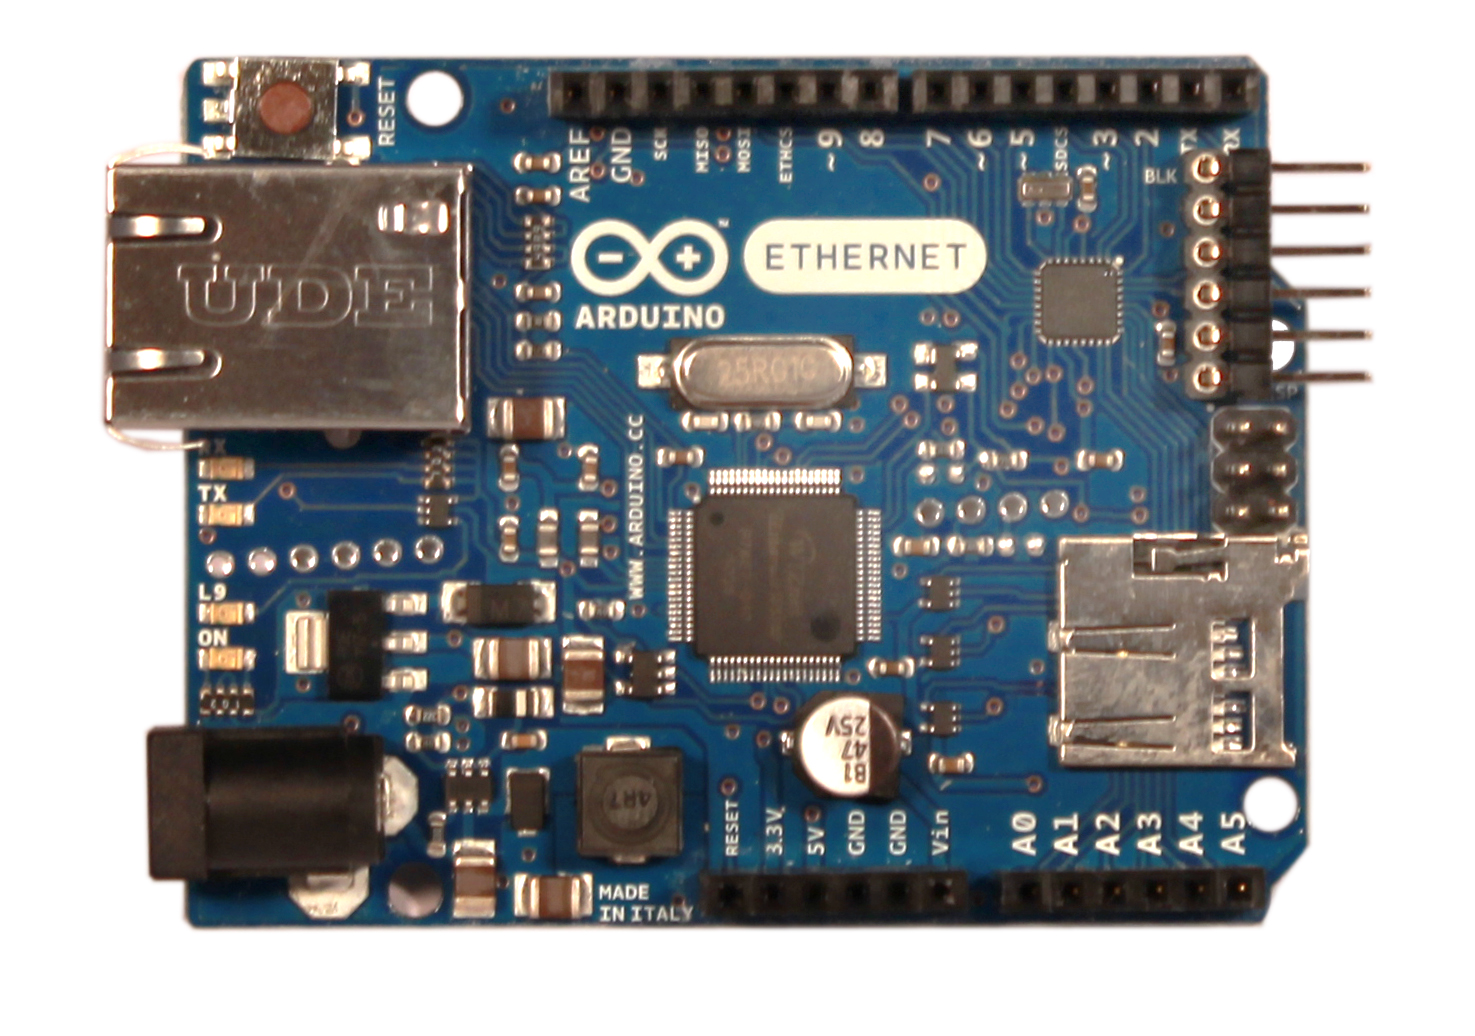 RESET
AREF
GND
SCK
MISO
MOSI
ETHCS
~9
8
7
~6
~5
SDCS
~3
2
TX
RX
BLK
UDE
ARDUINO
ETHERNET
25R01C
WWW.ARDUINO.CC
TX
L9
ON
25V
47
B1
4R7
RESET
3.3V
5V
GND
GND
Vin
A0
A1
A2
A3
A4
A5
MADE
IN ITALY